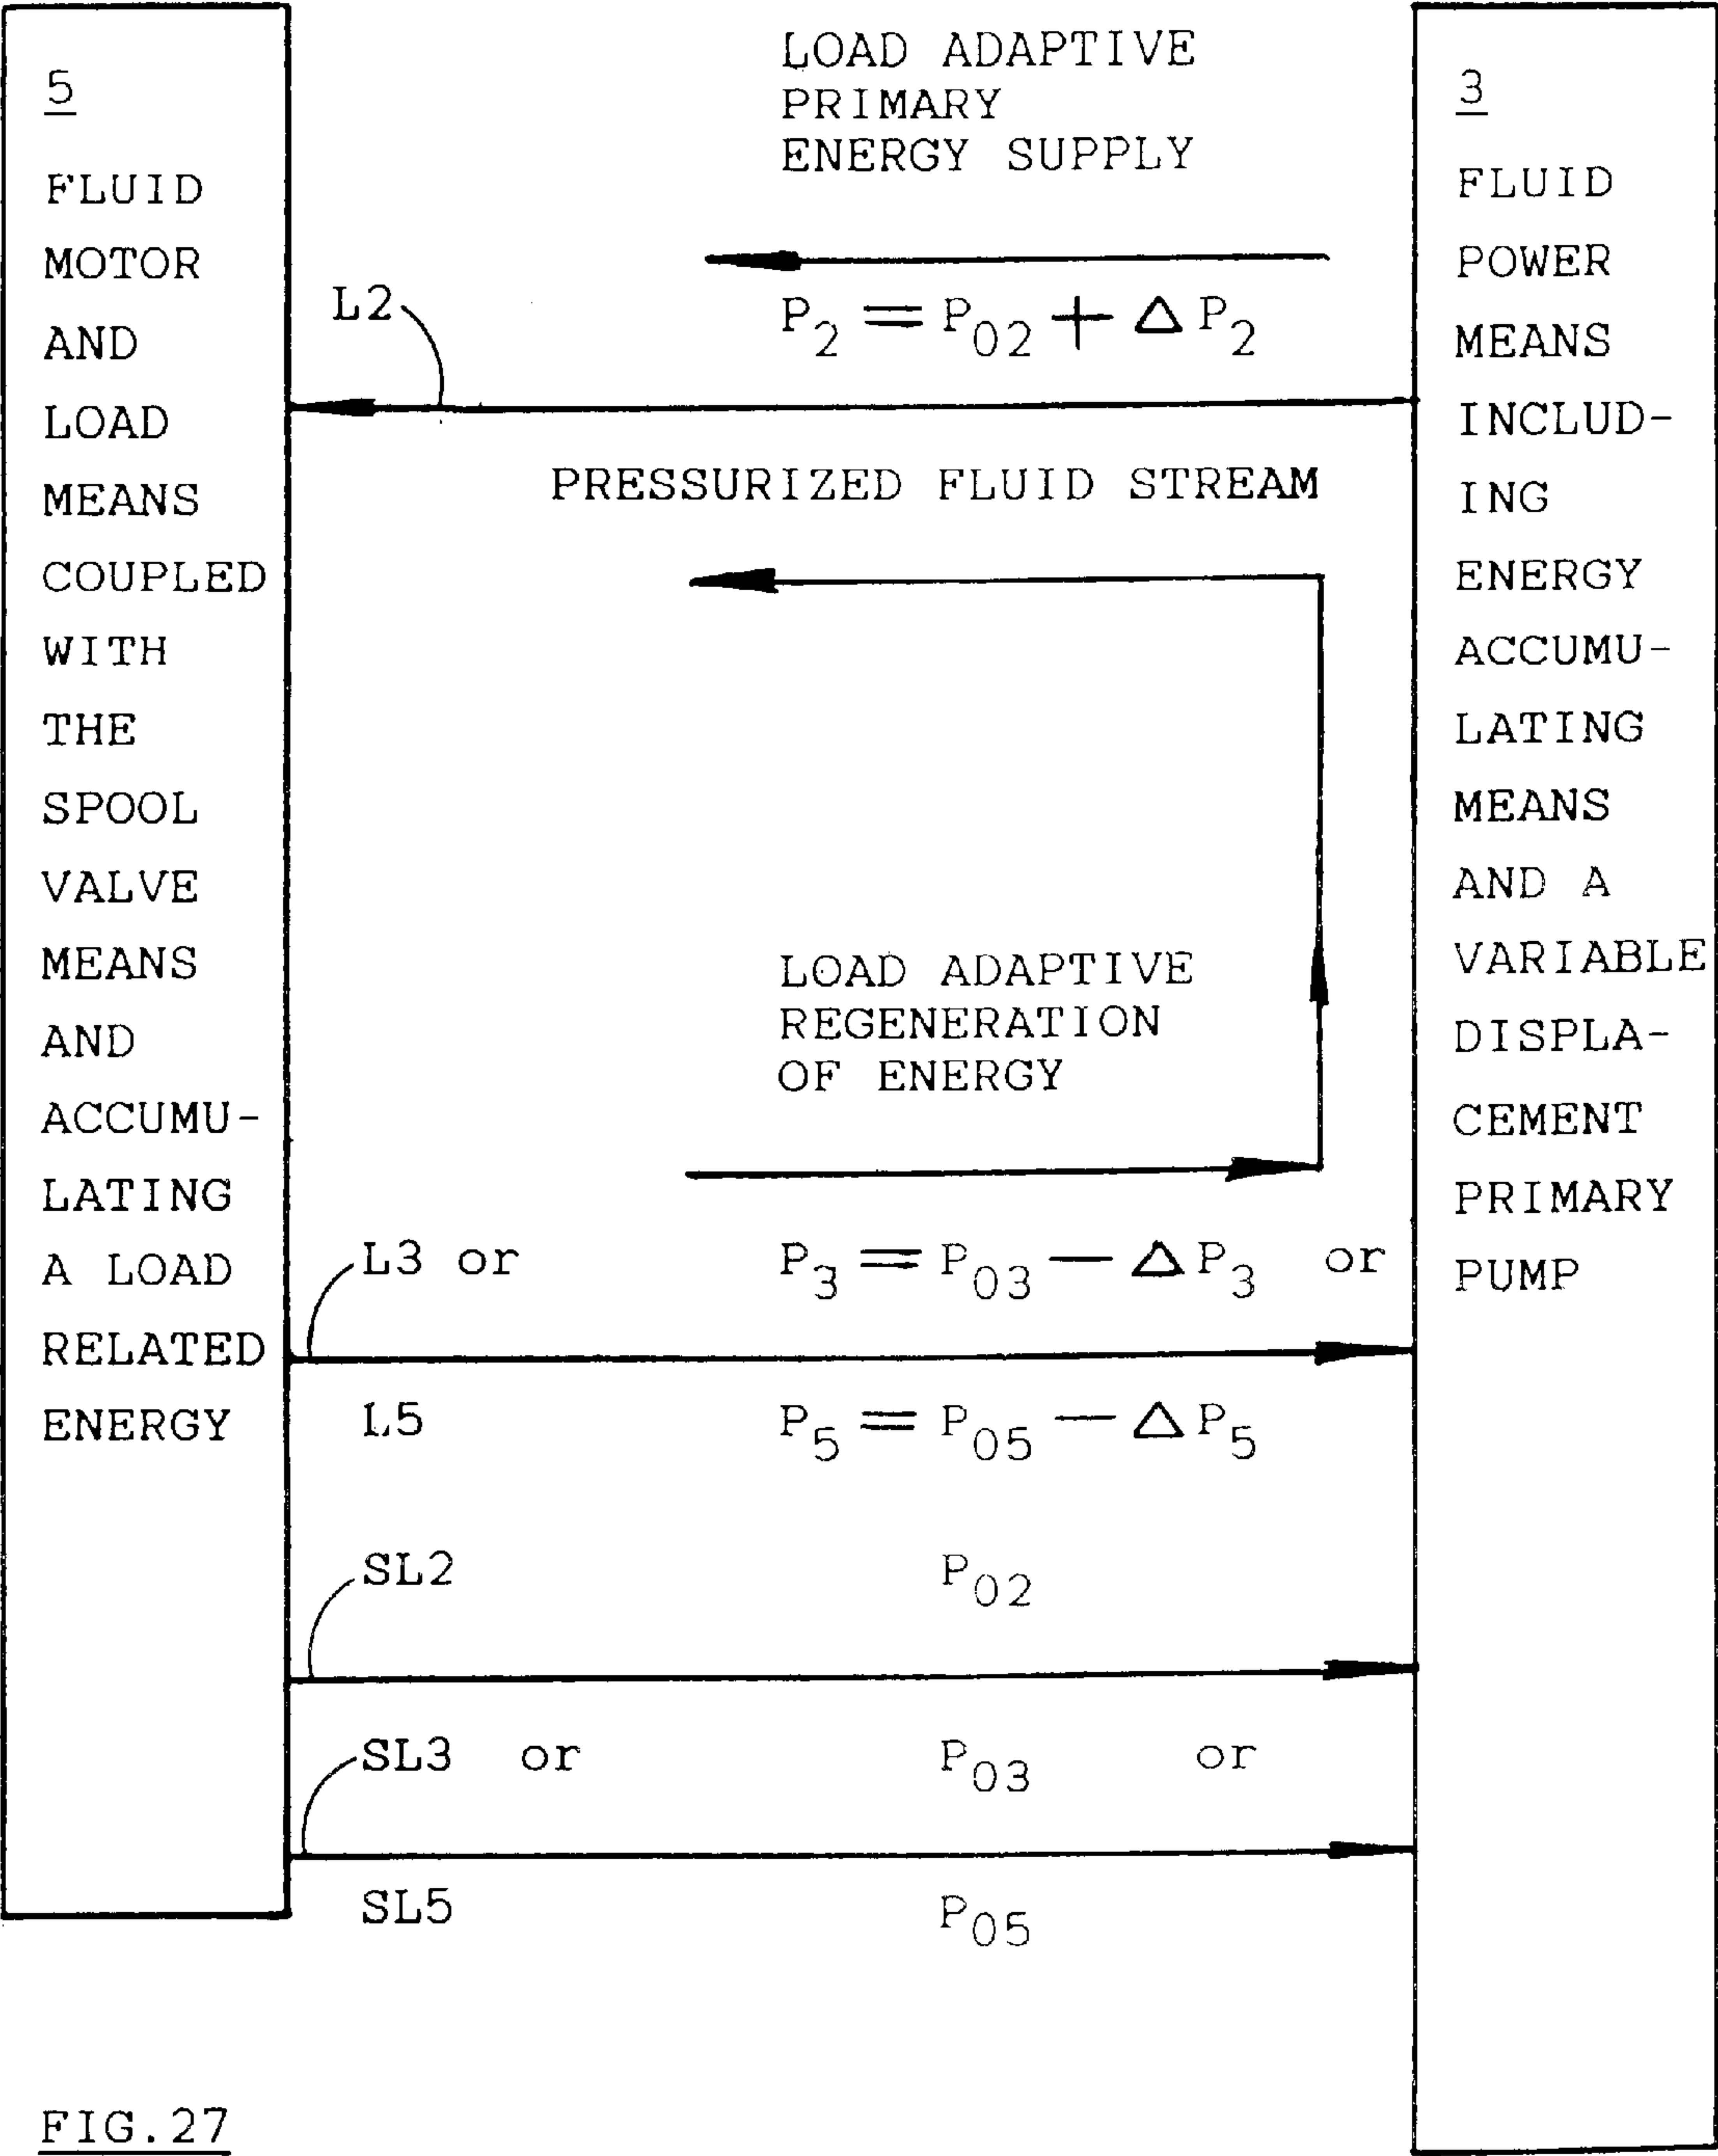 5
FLUID
MOTOR
AND
LOAD
MEANS
COUPLED
WITH
THE
SPOOL
VALVE
MEANS
AND
ACCUMU-
LATING
A LOAD
RELATED
ENERGY
LOAD ADAPTIVE
PRIMARY
ENERGY SUPPLY
L2
P2 = P02 + Δ P2
PRESSURIZED FLUID STREAM
LOAD ADAPTIVE
REGENERATION
OF ENERGY
L3 or
P3 = P03 — Δ P3 or
L5
P5 = P05 — Δ P5
SL2
P02
SL3 or
P03 or
SL5
P05
3
FLUID
POWER
MEANS
INCLUD-
ING
ENERGY
ACCUMU-
LATING
MEANS
AND A
VARIABLE
DISPLA-
CEMENT
PRIMARY
PUMP
FIG.27